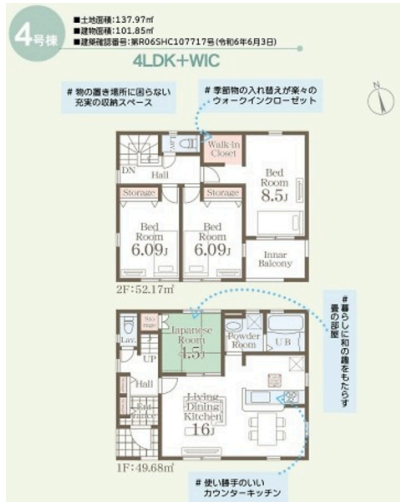 4号棟
■土地面積：137.97㎡
■建物面積：101.85㎡
■建築確認番号：第R06SHC107717号（令和6年6月3日）
4LDK+WIC
# 物の置き場所に困らない
充実の収納スペース
# 季節物の入れ替えが楽々の
ウォークインクローゼット
N
Lav.
Walk-In
Closet
DN
Hall
Bed
Room
8.5J
Storage
Storage
Bed
Room
6.09J
Bed
Room
6.09J
Innar
Balcony
2F:52.17㎡
# 暮らしに和の趣をもたらす
畳の部屋
Lav.
Sto-
rage
UP
Japanese
Room
4.5J
Powder
Room
U B
Hall
Ent-
rance
Living
Dining
Kitchen
16J
1F:49.68㎡
# 使い勝手のいい
カウンターキッチン